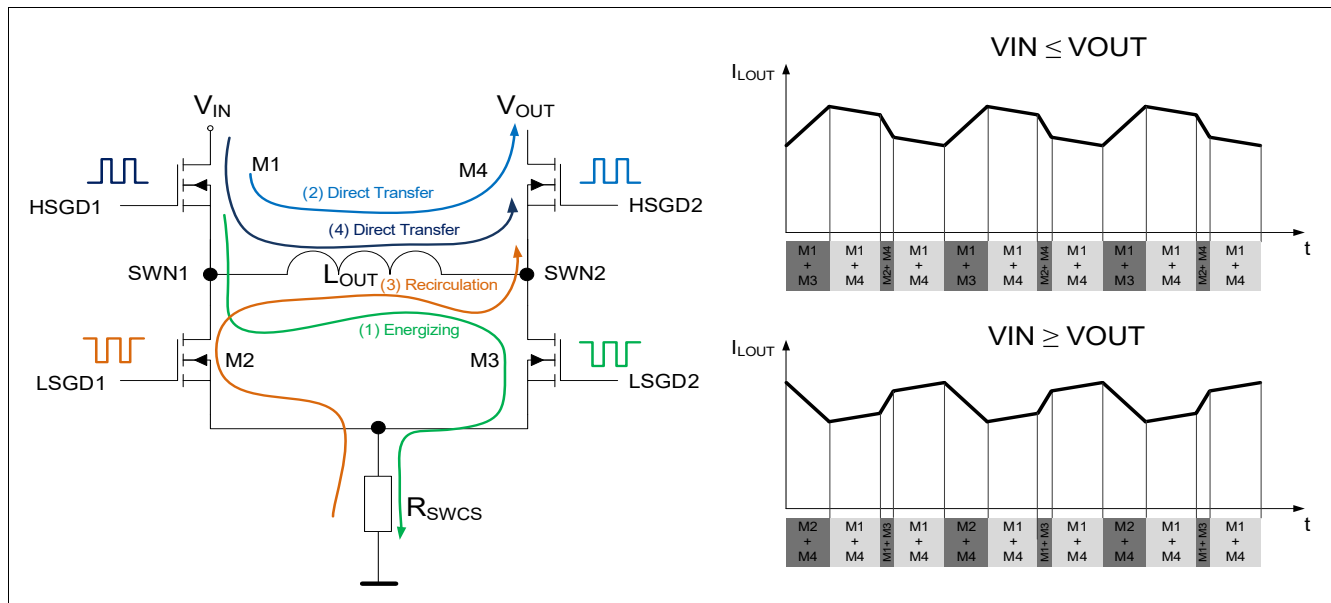 V_IN
V_OUT
M1
M4
(2) Direct Transfer
HSGD1
HSGD2
(4) Direct Transfer
SWN1
L_OUT
SWN2
(3) Recirculation
(1) Energizing
M2
M3
LSGD1
LSGD2
R_SWCS
VIN ≤ VOUT
I_LOUT
t
M1 + M3
M1 + M4
M2+ M4
M1 + M4
M1 + M3
M1 + M4
M2+ M4
M1 + M4
M1 + M3
M1 + M4
M2+ M4
M1 + M4
VIN ≥ VOUT
I_LOUT
t
M2 + M4
M1 + M4
M1+ M3
M1 + M4
M2 + M4
M1 + M4
M1+ M3
M1 + M4
M2 + M4
M1 + M4
M1+ M3
M1 + M4